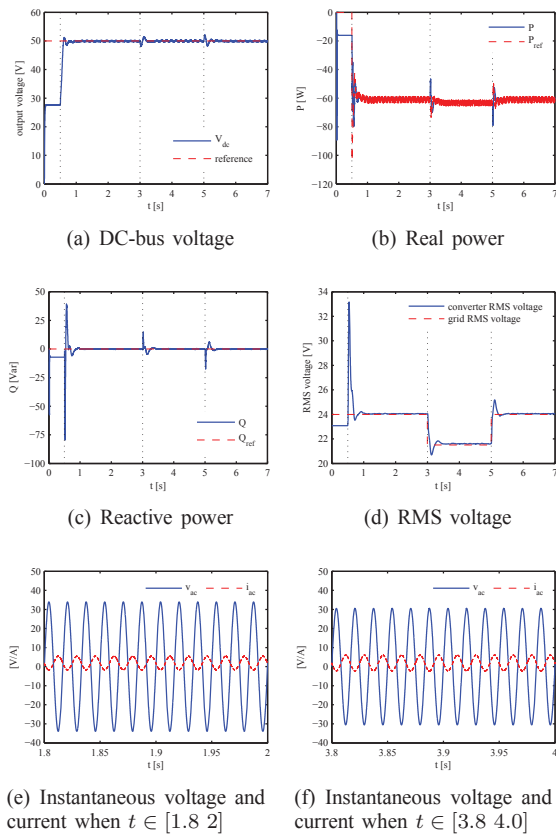 60
50
40
30
20
10
0
output voltage [V]
V_dc
reference
0 1 2 3 4 5 6 7
t [s]
(a) DC-bus voltage
0
−20
−40
−60
−80
−100
−120
P [W]
P
P_ref
0 1 2 3 4 5 6 7
t [s]
(b) Real power
50
25
0
−25
−50
−75
−100
Q [Var]
Q
Q_ref
0 1 2 3 4 5 6 7
t [s]
(c) Reactive power
34
32
30
28
26
24
22
20
RMS voltage [V]
converter RMS voltage
grid RMS voltage
0 1 2 3 4 5 6 7
t [s]
(d) RMS voltage
50
40
30
20
10
0
−10
−20
−30
−40
[V/A]
v_ac i_ac
1.8 1.85 1.9 1.95 2
t [s]
(e) Instantaneous voltage and
current when t ∈ [1.8 2]
50
40
30
20
10
0
−10
−20
−30
−40
[V/A]
v_ac i_ac
3.8 3.85 3.9 3.95 4
t [s]
(f) Instantaneous voltage and
current when t ∈ [3.8 4.0]